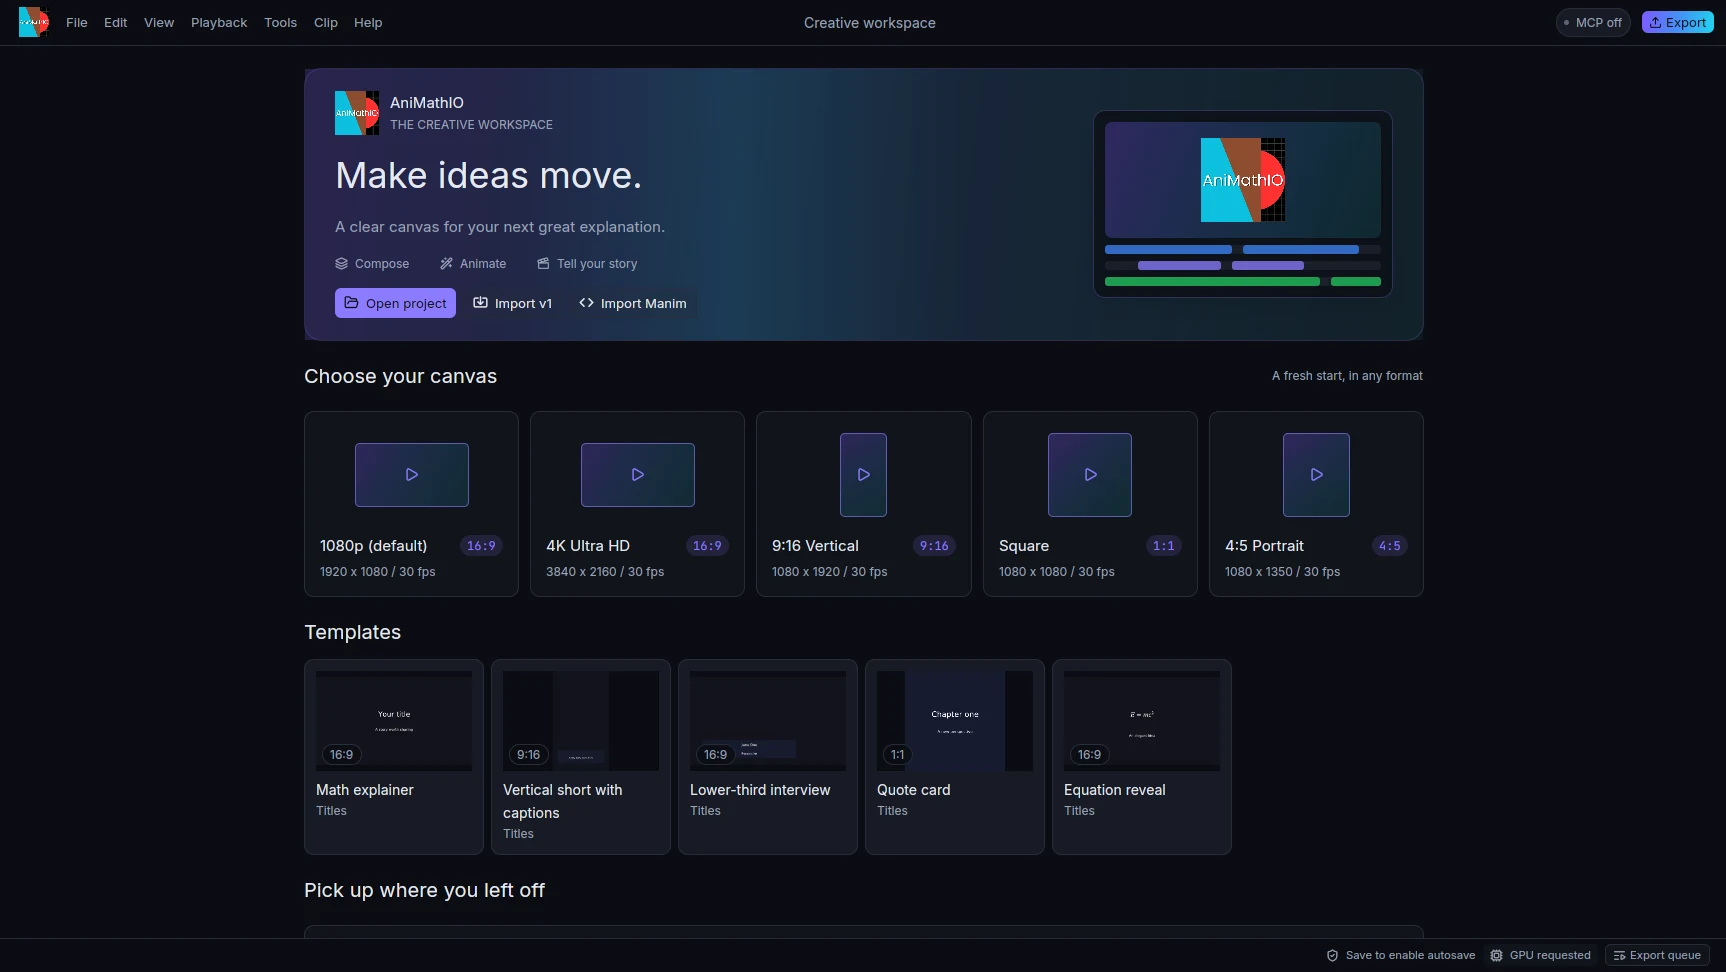 AniMathIO
File Edit View Playback Tools Clip Help
Creative workspace
MCP off
Export
AniMathIO
AniMathIO
THE CREATIVE WORKSPACE
Make ideas move.
A clear canvas for your next great explanation.
Compose
Animate
Tell your story
Open project
Import v1
Import Manim
AniMathIO
Choose your canvas
A fresh start, in any format
1080p (default)
16:9
1920 x 1080 / 30 fps
4K Ultra HD
16:9
3840 x 2160 / 30 fps
9:16 Vertical
9:16
1080 x 1920 / 30 fps
Square
1:1
1080 x 1080 / 30 fps
4:5 Portrait
4:5
1080 x 1350 / 30 fps
Templates
Your title
A story worth sharing
16:9
Math explainer
Titles
9:16
Vertical short with
captions
Titles
16:9
Lower-third interview
Titles
Chapter one
1:1
Quote card
Titles
E = mc²
16:9
Equation reveal
Titles
Pick up where you left off
Save to enable autosave
GPU requested
Export queue